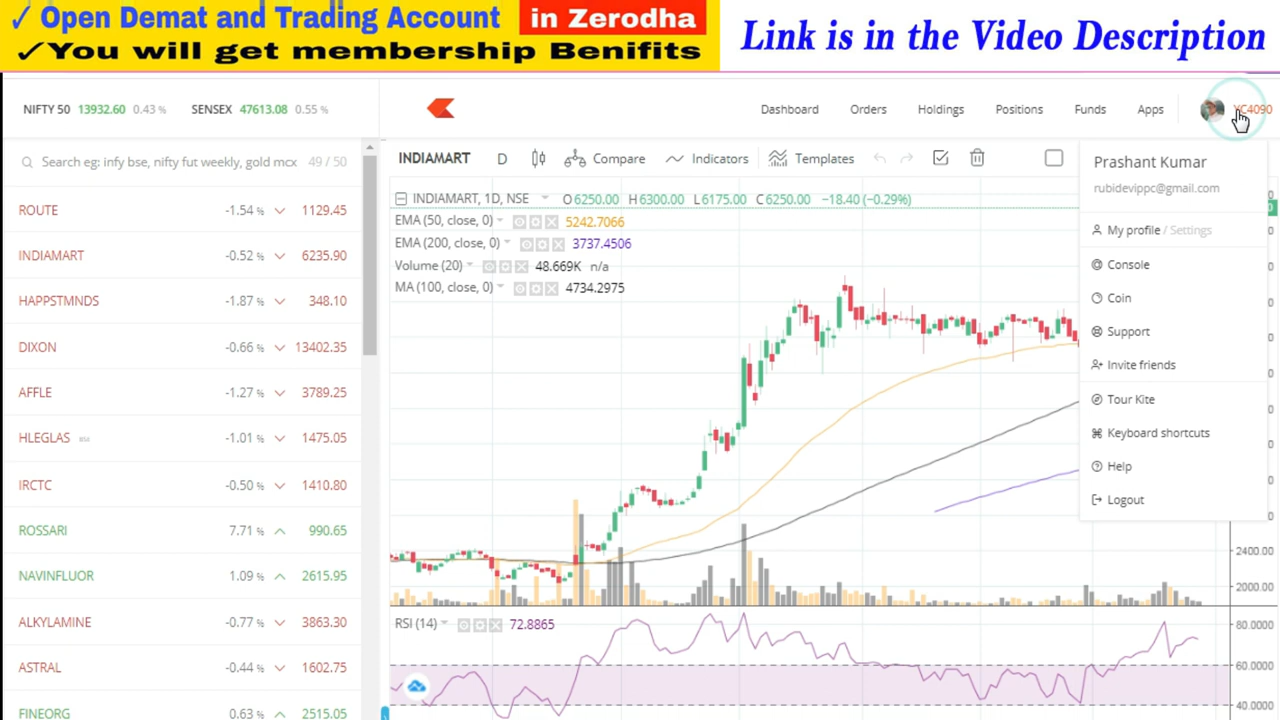 ✓ Open Demat and Trading Account in Zerodha
✓You will get membership Benifits
Link is in the Video Description
NIFTY 50 13932.60 0.43 % SENSEX 47613.08 0.55 %
Dashboard Orders Holdings Positions Funds Apps YC4090
Search eg: infy bse, nifty fut weekly, gold mcx 49 / 50
ROUTE -1.54 % 1129.45
INDIAMART -0.52 % 6235.90
HAPPSTMNDS -1.87 % 348.10
DIXON -0.66 % 13402.35
AFFLE -1.27 % 3789.25
HLEGLAS -1.01 % 1475.05
IRCTC -0.50 % 1410.80
ROSSARI 7.71 % 990.65
NAVINFLUOR 1.09 % 2615.95
ALKYLAMINE -0.77 % 3863.30
ASTRAL -0.44 % 1602.75
FINEORG 0.63 % 2515.05
INDIAMART D Compare Indicators Templates
INDIAMART, 1D, NSE O 6250.00 H 6300.00 L 6175.00 C 6250.00 −18.40 (−0.29%)
EMA (50, close, 0) 5242.7066
EMA (200, close, 0) 3737.4506
Volume (20) 48.669K n/a
MA (100, close, 0) 4734.2975
2400.00
2000.00
RSI (14) 72.8865
80.0000
60.0000
40.0000
Prashant Kumar
rubidevippc@gmail.com
My profile / Settings
Console
Coin
Support
Invite friends
Tour Kite
Keyboard shortcuts
Help
Logout